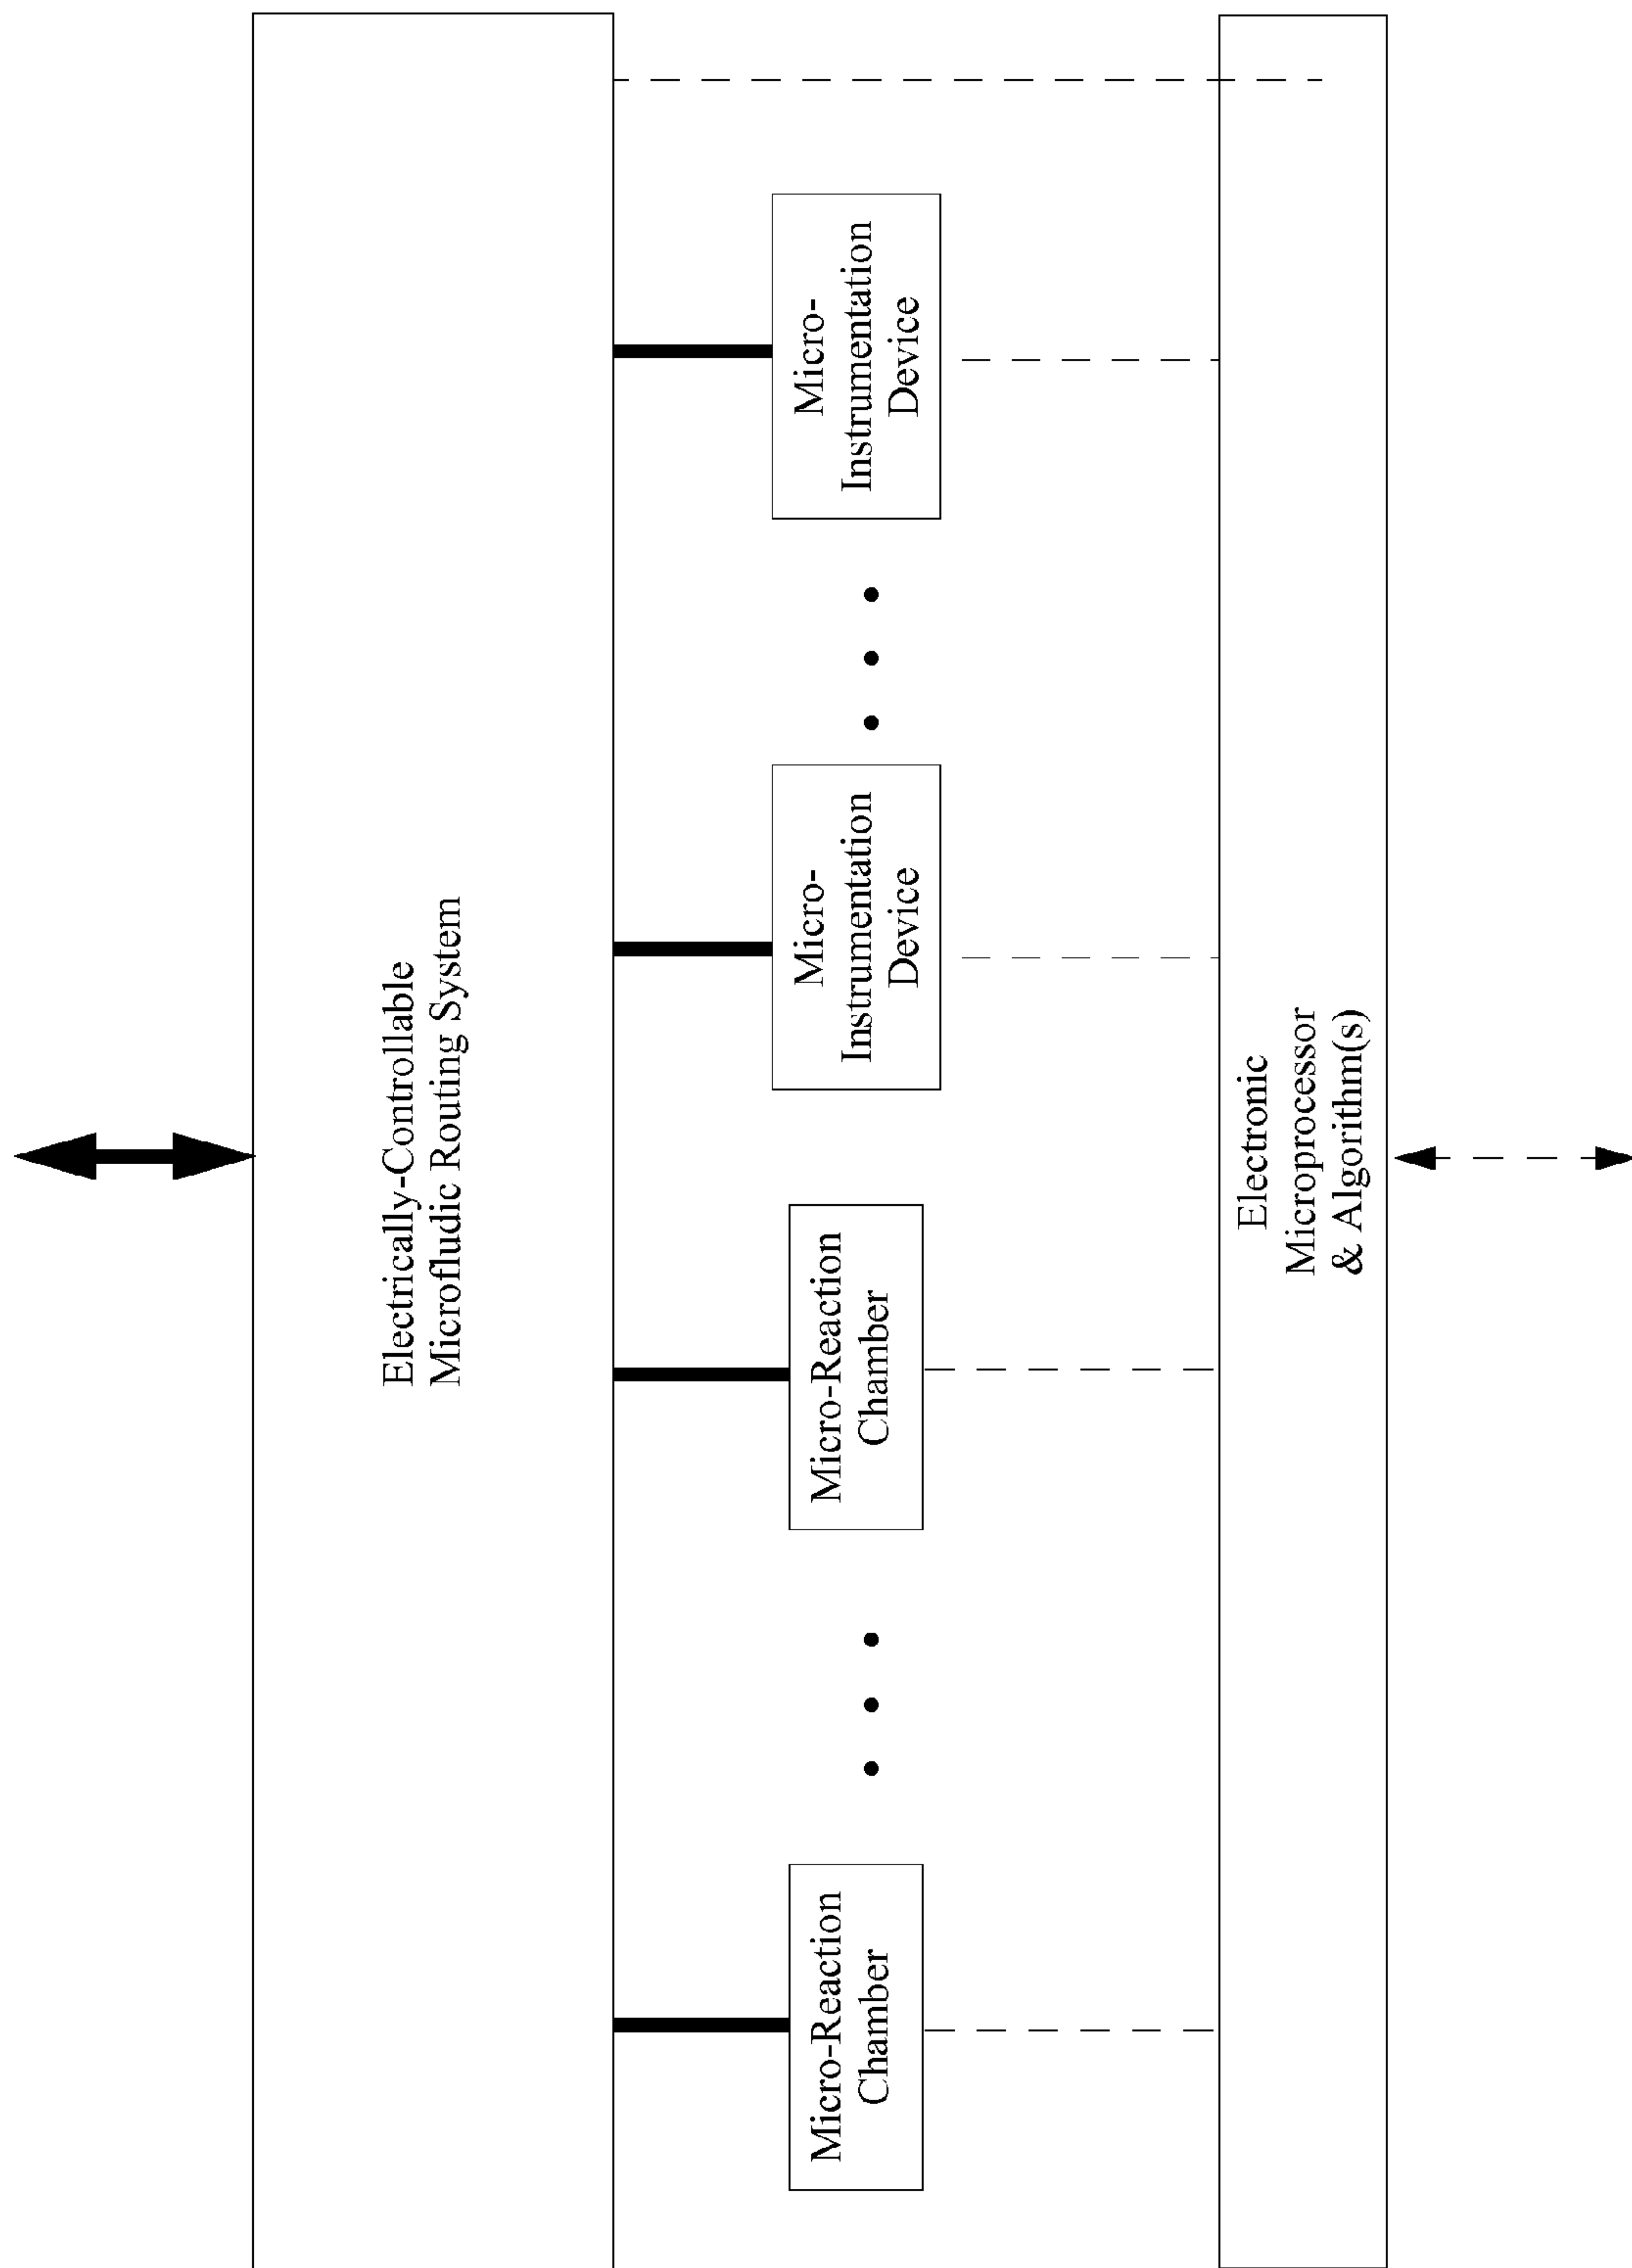 Electrically-Controllable
Microfludic Routing System
Micro-Reaction
Chamber
Micro-Reaction
Chamber
Micro-
Instrumentation
Device
Micro-
Instrumentation
Device
Electronic
Microprocessor
& Algorithm(s)